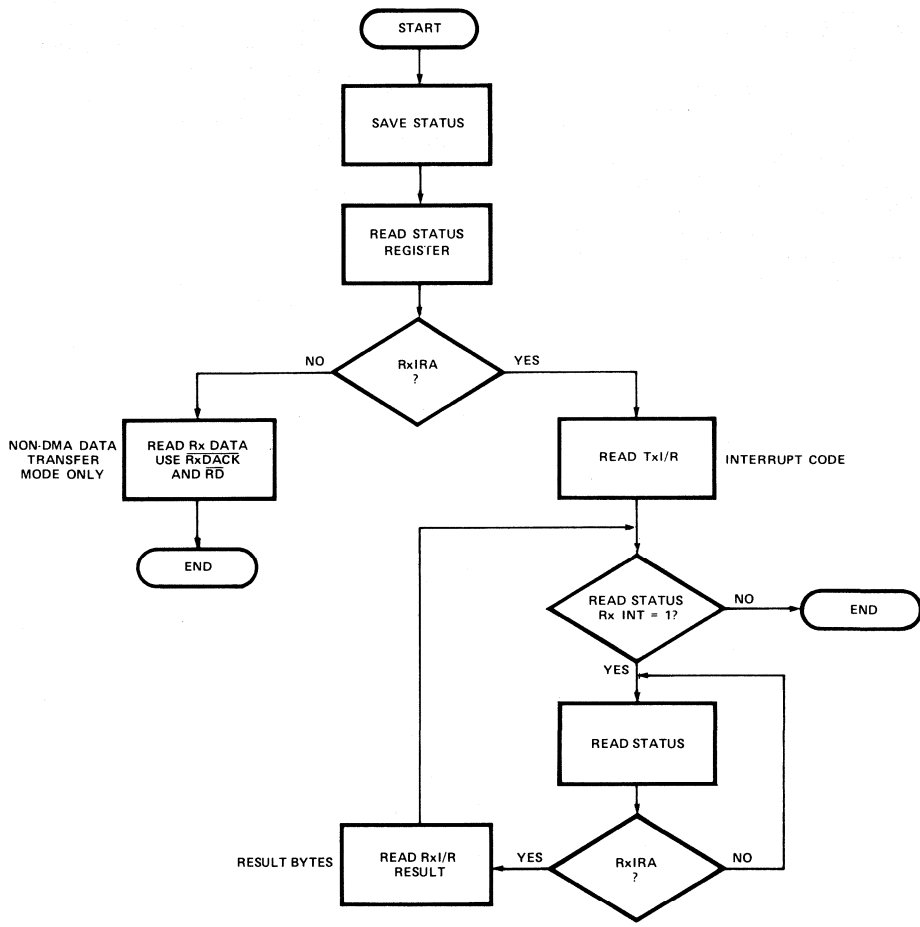 START
SAVE STATUS
READ STATUS
REGISTER
RxIRA
?
NO
YES
NON-DMA DATA
TRANSFER
MODE ONLY
READ Rx DATA
USE RxDACK
AND RD
END
READ TxI/R
INTERRUPT CODE
READ STATUS
Rx INT = 1?
NO
END
YES
READ STATUS
RxIRA
?
NO
YES
READ RxI/R
RESULT
RESULT BYTES